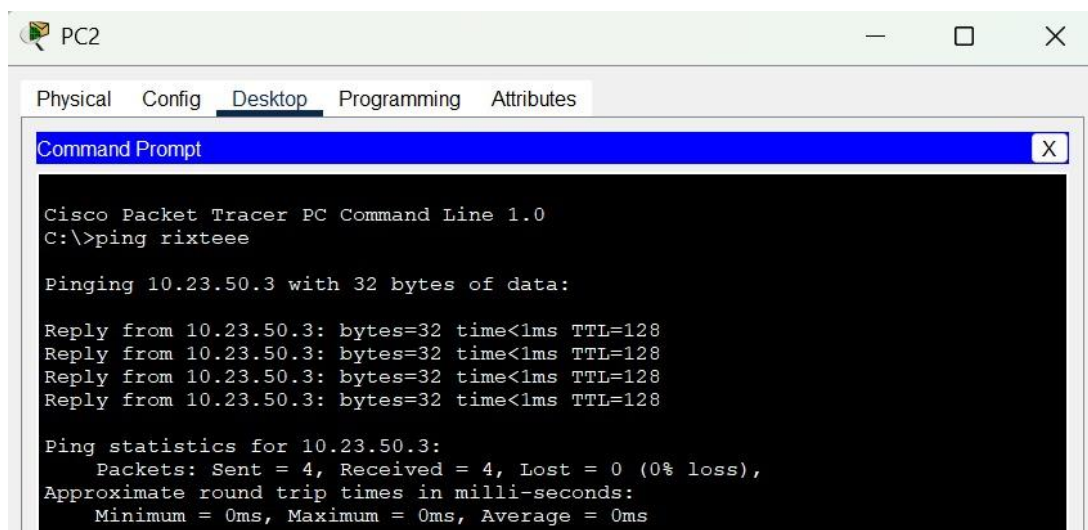 PC2
Physical Config Desktop Programming Attributes
Command Prompt X
Cisco Packet Tracer PC Command Line 1.0
C:\>ping rixteee
Pinging 10.23.50.3 with 32 bytes of data:
Reply from 10.23.50.3: bytes=32 time<1ms TTL=128
Reply from 10.23.50.3: bytes=32 time<1ms TTL=128
Reply from 10.23.50.3: bytes=32 time<1ms TTL=128
Reply from 10.23.50.3: bytes=32 time<1ms TTL=128
Ping statistics for 10.23.50.3:
Packets: Sent = 4, Received = 4, Lost = 0 (0% loss),
Approximate round trip times in milli-seconds:
Minimum = 0ms, Maximum = 0ms, Average = 0ms